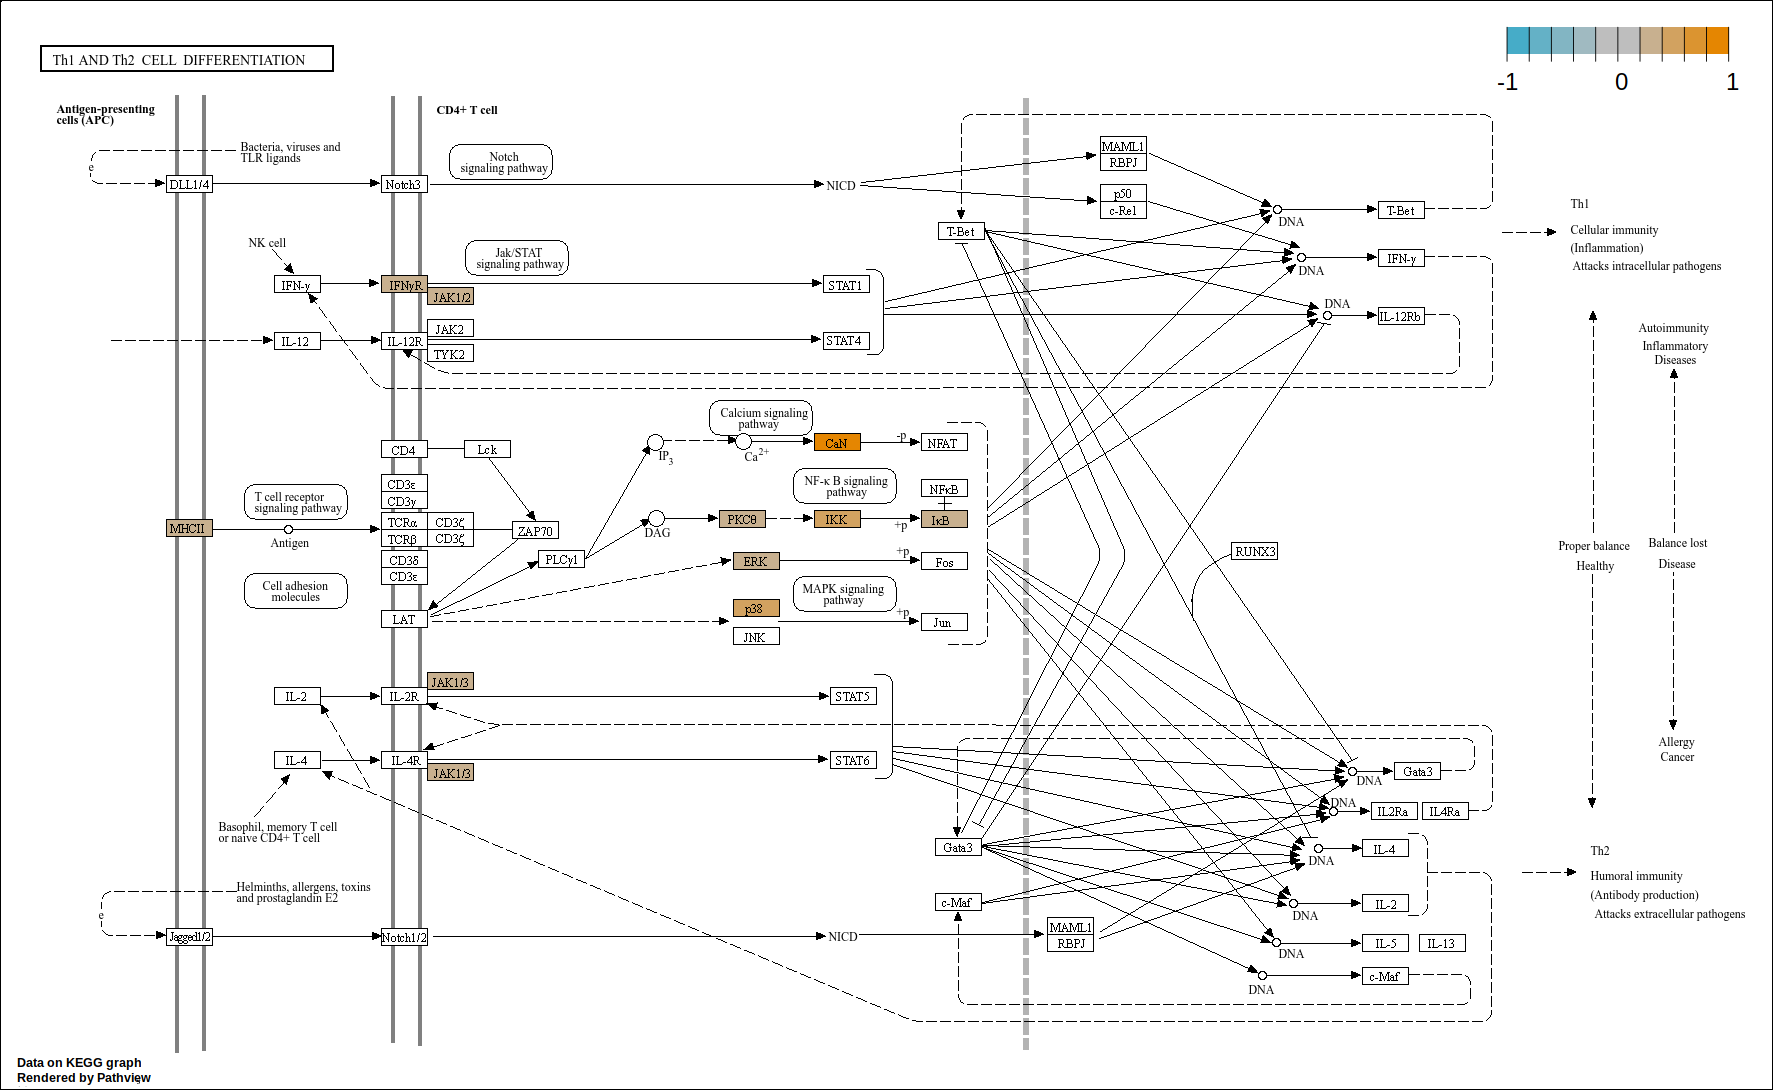 Th1 AND Th2 CELL DIFFERENTIATION
-1 0 1
Antigen-presenting
cells (APC)
CD4+ T cell
Bacteria, viruses and
TLR ligands
e
DLL1/4
Notch3
Notch
signaling pathway
NICD
MAML1
RBPJ
p50
c-Rel
T-Bet
DNA
T-Bet
Th1
Cellular immunity
(Inflammation)
Attacks intracellular pathogens
NK cell
Jak/STAT
signaling pathway
IFN-γ
IFNγR
JAK1/2
STAT1
DNA
IFN-γ
DNA
IL-12Rb
IL-12
IL-12R
JAK2
TYK2
STAT4
Autoimmunity
Inflammatory
Diseases
Calcium signaling
pathway
CD4
Lck
IP3
Ca2+
CaN
-p
NFAT
CD3ε
CD3γ
NF-κ B signaling
pathway
NFκB
T cell receptor
signaling pathway
MHCII
Antigen
TCRα
CD3ζ
TCRβ
CD3ζ
ZAP70
DAG
PKCθ
IKK
+p
IκB
PLCγ1
CD3δ
CD3ε
ERK
+p
Fos
RUNX3
Proper balance
Healthy
Balance lost
Disease
Cell adhesion
molecules
MAPK signaling
pathway
LAT
p38
JNK
+p
Jun
IL-2
IL-2R
JAK1/3
STAT5
IL-4
IL-4R
JAK1/3
STAT6
Allergy
Cancer
DNA
Gata3
DNA
IL2Ra
IL4Ra
Basophil, memory T cell
or naive CD4+ T cell
Gata3
DNA
IL-4
Th2
Humoral immunity
(Antibody production)
Attacks extracellular pathogens
Helminths, allergens, toxins
and prostaglandin E2
e
c-Maf
DNA
IL-2
Jagged1/2
Notch1/2
NICD
MAML1
RBPJ
DNA
IL-5
IL-13
DNA
c-Maf
Data on KEGG graph
Rendered by Pathview